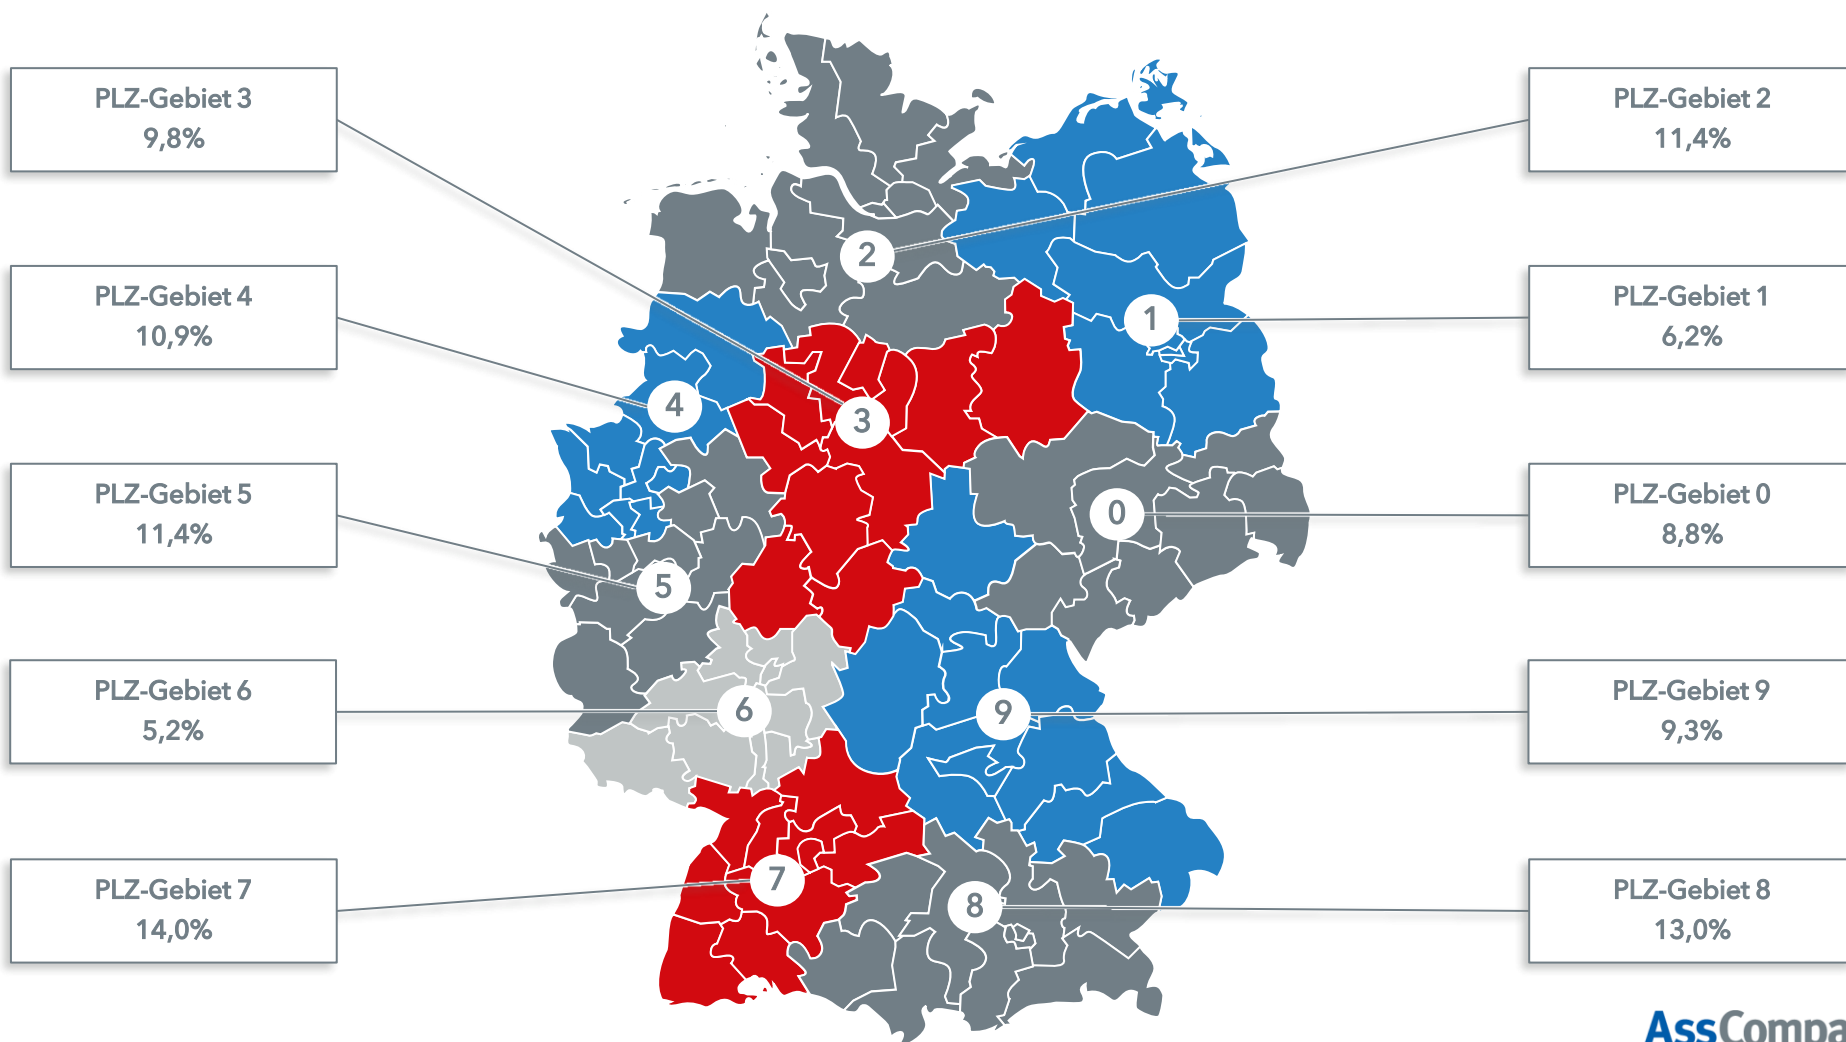 PLZ-Gebiet 3
9,8%
PLZ-Gebiet 2
11,4%
PLZ-Gebiet 4
10,9%
PLZ-Gebiet 1
6,2%
PLZ-Gebiet 5
11,4%
PLZ-Gebiet 0
8,8%
PLZ-Gebiet 6
5,2%
PLZ-Gebiet 9
9,3%
PLZ-Gebiet 7
14,0%
PLZ-Gebiet 8
13,0%
2
1
4
3
0
5
6
9
7
8
AssCompa